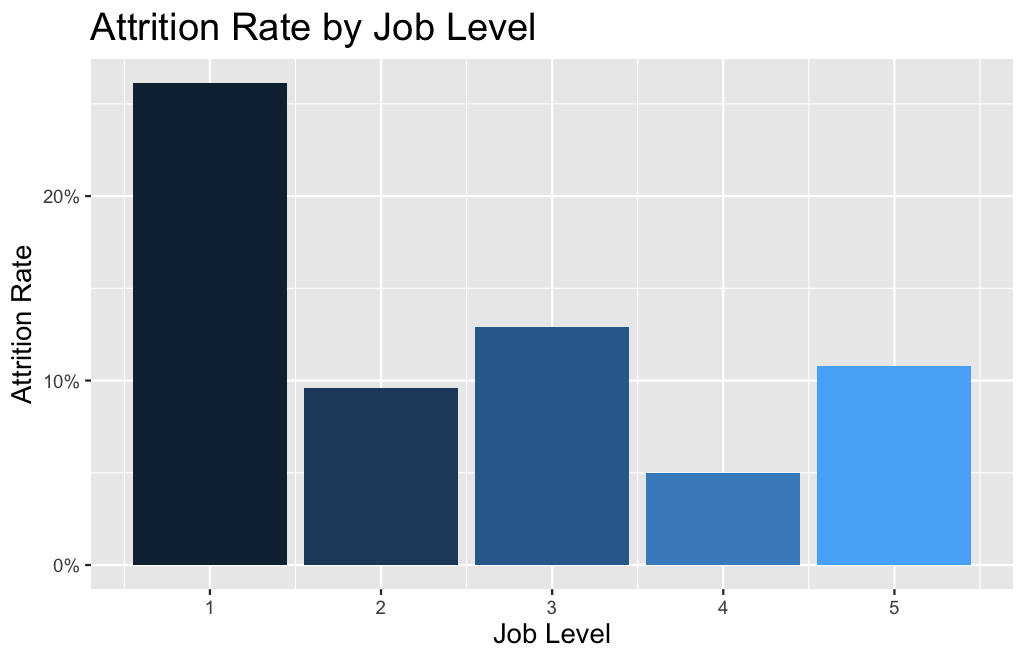 Attrition Rate by Job Level
Attrition Rate
20%
10%
0%
1 2 3 4 5
Job Level